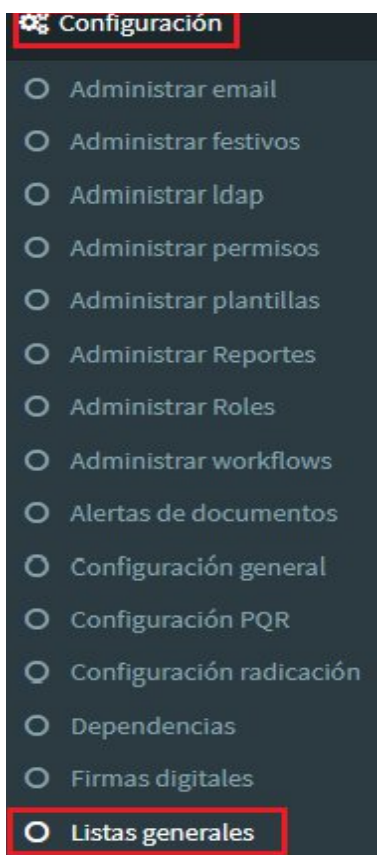 Configuración
Administrar email
Administrar festivos
Administrar ldap
Administrar permisos
Administrar plantillas
Administrar Reportes
Administrar Roles
Administrar workflows
Alertas de documentos
Configuración general
Configuración PQR
Configuración radicación
Dependencias
Firmas digitales
Listas generales